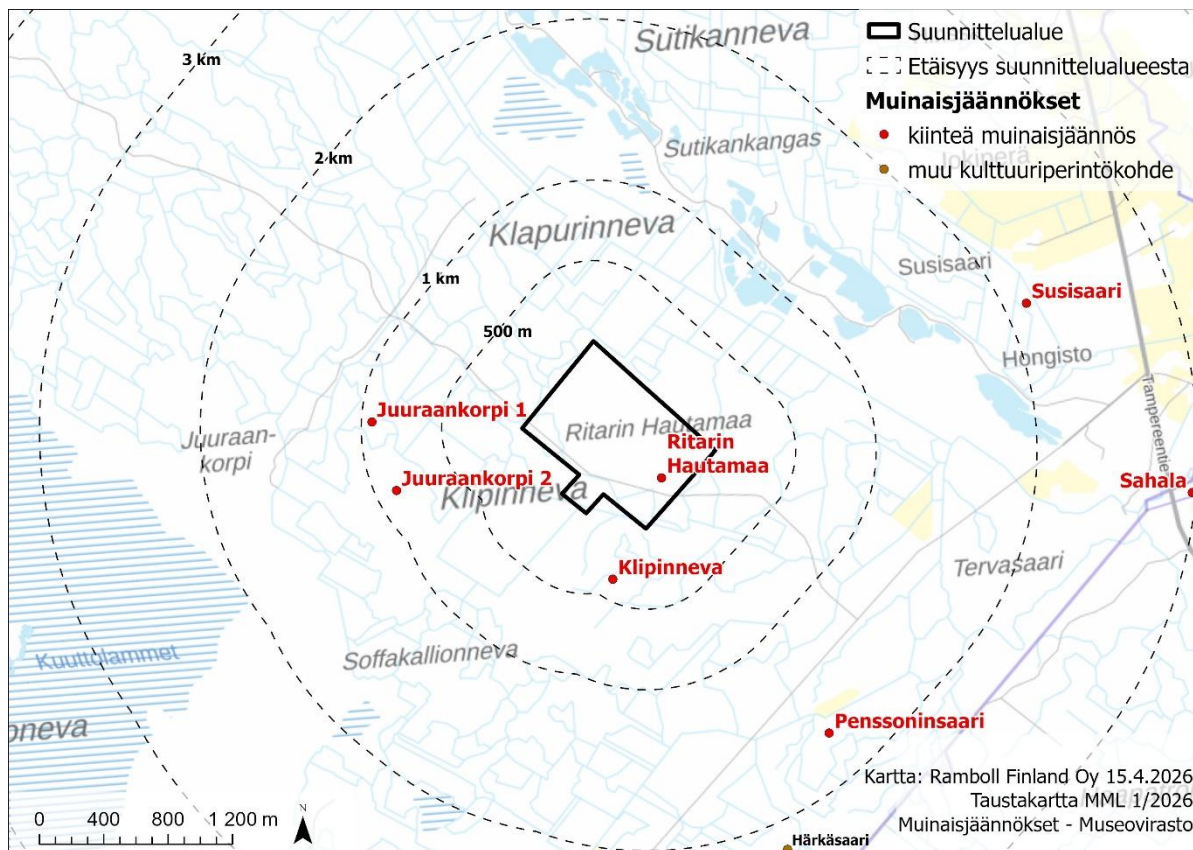 3 km
Sutikanneva
Suunnittelualue
Etäisyys suunnittelualueesta
Muinaisjäännökset
kiinteä muinaisjäännös
muu kulttuuriperintökohde
2 km
Sutikankangas
Jokiperä
Klapurinneva
1 km
Susisaari
Susisaari
500 m
Hongisto
Tampereentie
Juuraankorpi 1
Ritarin Hautamaa
Juuraan-
korpi
Ritarin
Hautamaa
Juuraankorpi 2
Klipinneva
Sahala
Klipinneva
Tervasaari
Soffakallionneva
Kuuttolammet
oneva
Penssoninsaari
Kartta: Ramboll Finland Oy 15.4.2026
Taustakartta MML 1/2026
Muinaisjäännökset - Museovirasto
0 400 800 1 200 m
N
Härkäsaari